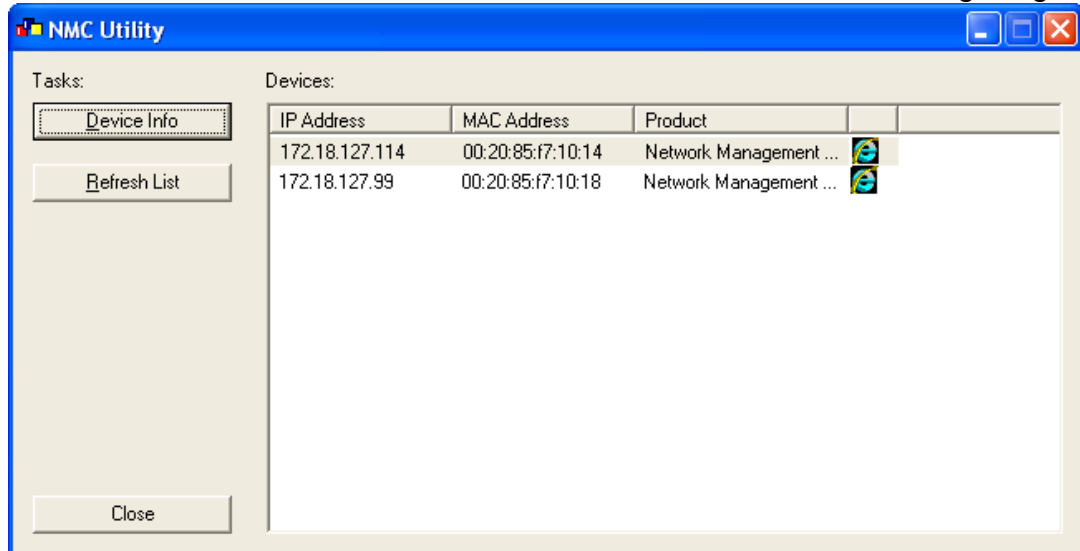 NMC Utility
Tasks:
Devices:
Device Info
Refresh List
Close
IP Address MAC Address Product
172.18.127.114 00:20:85:f7:10:14 Network Management ...
172.18.127.99 00:20:85:f7:10:18 Network Management ...